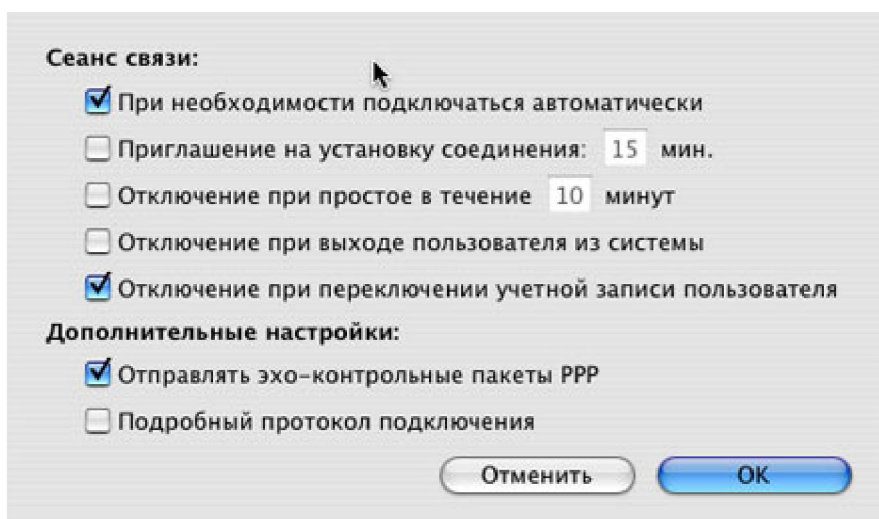 Сеанс связи:
При необходимости подключаться автоматически
Приглашение на установку соединения: 15 мин.
Отключение при простое в течение 10 минут
Отключение при выходе пользователя из системы
Отключение при переключении учетной записи пользователя
Дополнительные настройки:
Отправлять эхо-контрольные пакеты PPP
Подробный протокол подключения
Отменить OK